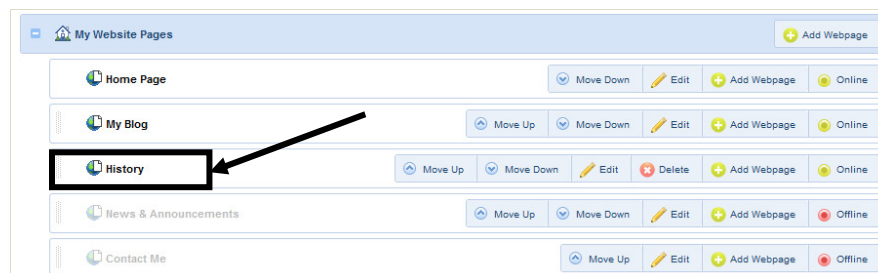 My Website Pages Add Webpage
Home Page Move Down Edit Add Webpage Online
My Blog Move Up Move Down Edit Add Webpage Online
History Move Up Move Down Edit Delete Add Webpage Online
News & Announcements Move Up Move Down Edit Add Webpage Offline
Contact Me Move Up Edit Add Webpage Offline